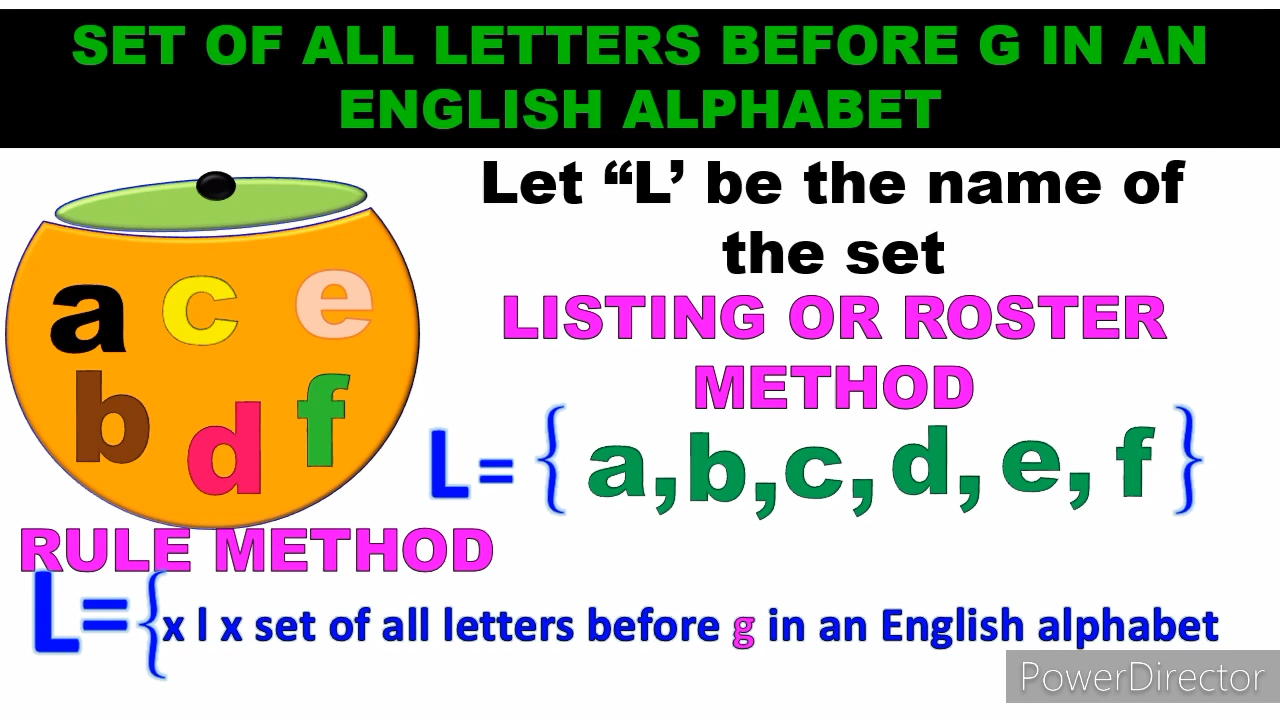 SET OF ALL LETTERS BEFORE G IN AN
ENGLISH ALPHABET
Let “L’ be the name of
the set
LISTING OR ROSTER
METHOD
a c e
b d f
L= { a,b,c,d,e,f }
RULE METHOD
L={x l x set of all letters before g in an English alphabet
PowerDirector